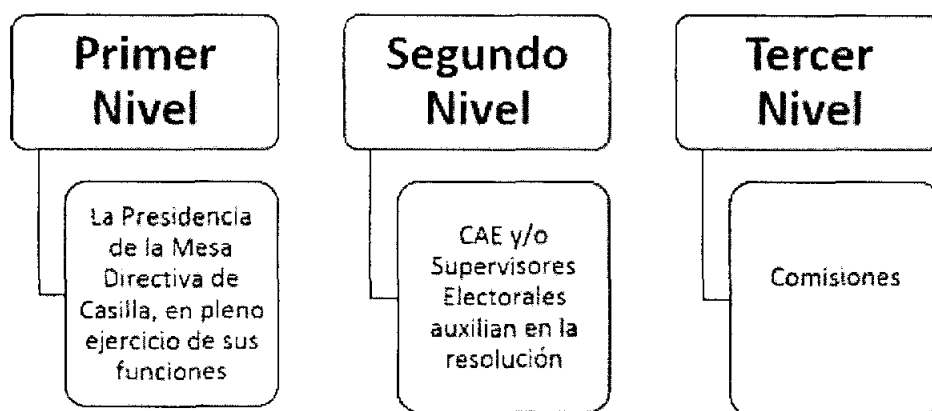 Primer
Nivel
La Presidencia
de la Mesa
Directiva de
Casilla, en pleno
ejercicio de sus
funciones
Segundo
Nivel
CAE y/o
Supervisores
Electorales
auxilian en la
resolución
Tercer
Nivel
Comisiones